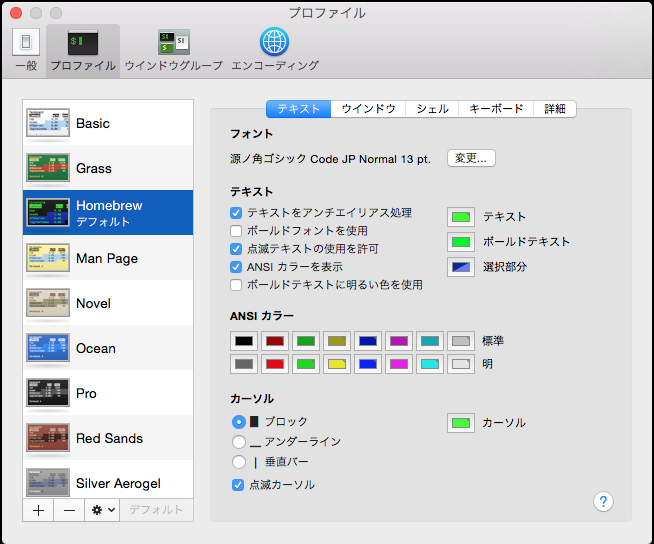 プロファイル
一般
プロファイル
ウインドウグループ
エンコーディング
Basic
Grass
Homebrew
デフォルト
Man Page
Novel
Ocean
Pro
Red Sands
Silver Aerogel
デフォルト
テキスト
ウインドウ
シェル
キーボード
詳細
フォント
源ノ角ゴシック Code JP Normal 13 pt.
変更...
テキスト
テキストをアンチエイリアス処理
ボールドフォントを使用
点滅テキストの使用を許可
ANSI カラーを表示
ボールドテキストに明るい色を使用
テキスト
ボールドテキスト
選択部分
ANSI カラー
標準
明
カーソル
ブロック
アンダーライン
垂直バー
点滅カーソル
カーソル
?